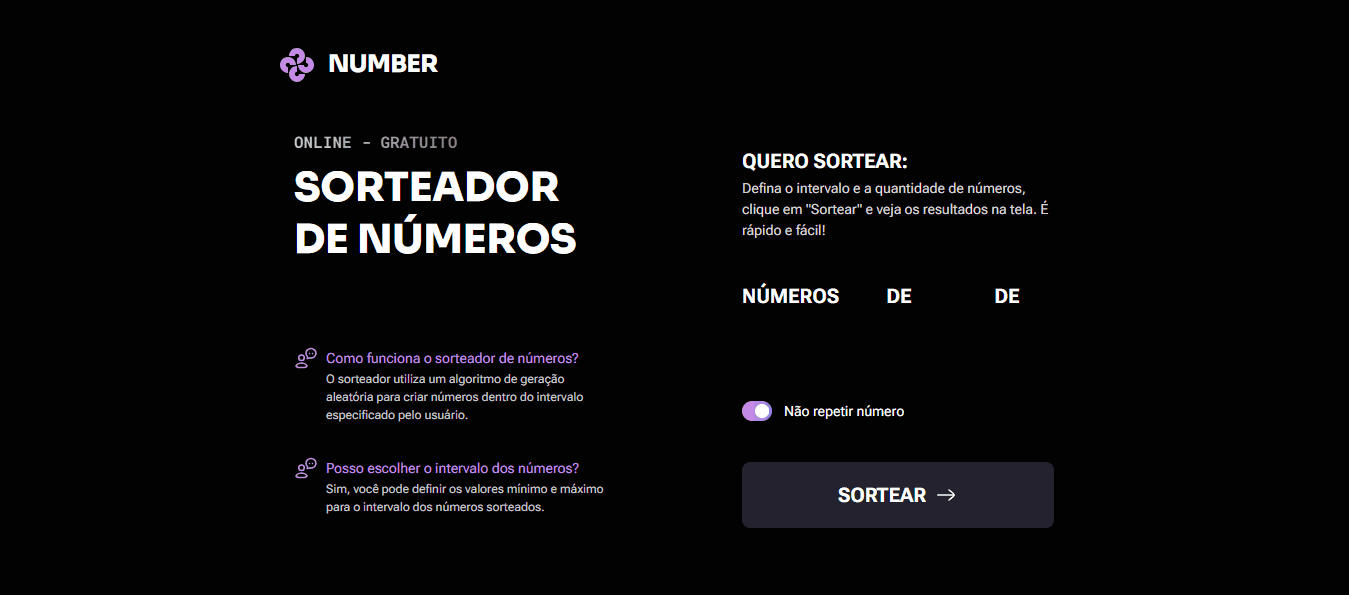 NUMBER
ONLINE - GRATUITO
SORTEADOR
DE NÚMEROS
Como funciona o sorteador de números?
O sorteador utiliza um algoritmo de geração
aleatória para criar números dentro do intervalo
especificado pelo usuário.
Posso escolher o intervalo dos números?
Sim, você pode definir os valores mínimo e máximo
para o intervalo dos números sorteados.
QUERO SORTEAR:
Defina o intervalo e a quantidade de números,
clique em "Sortear" e veja os resultados na tela. É
rápido e fácil!
NÚMEROS DE DE
Não repetir número
SORTEAR